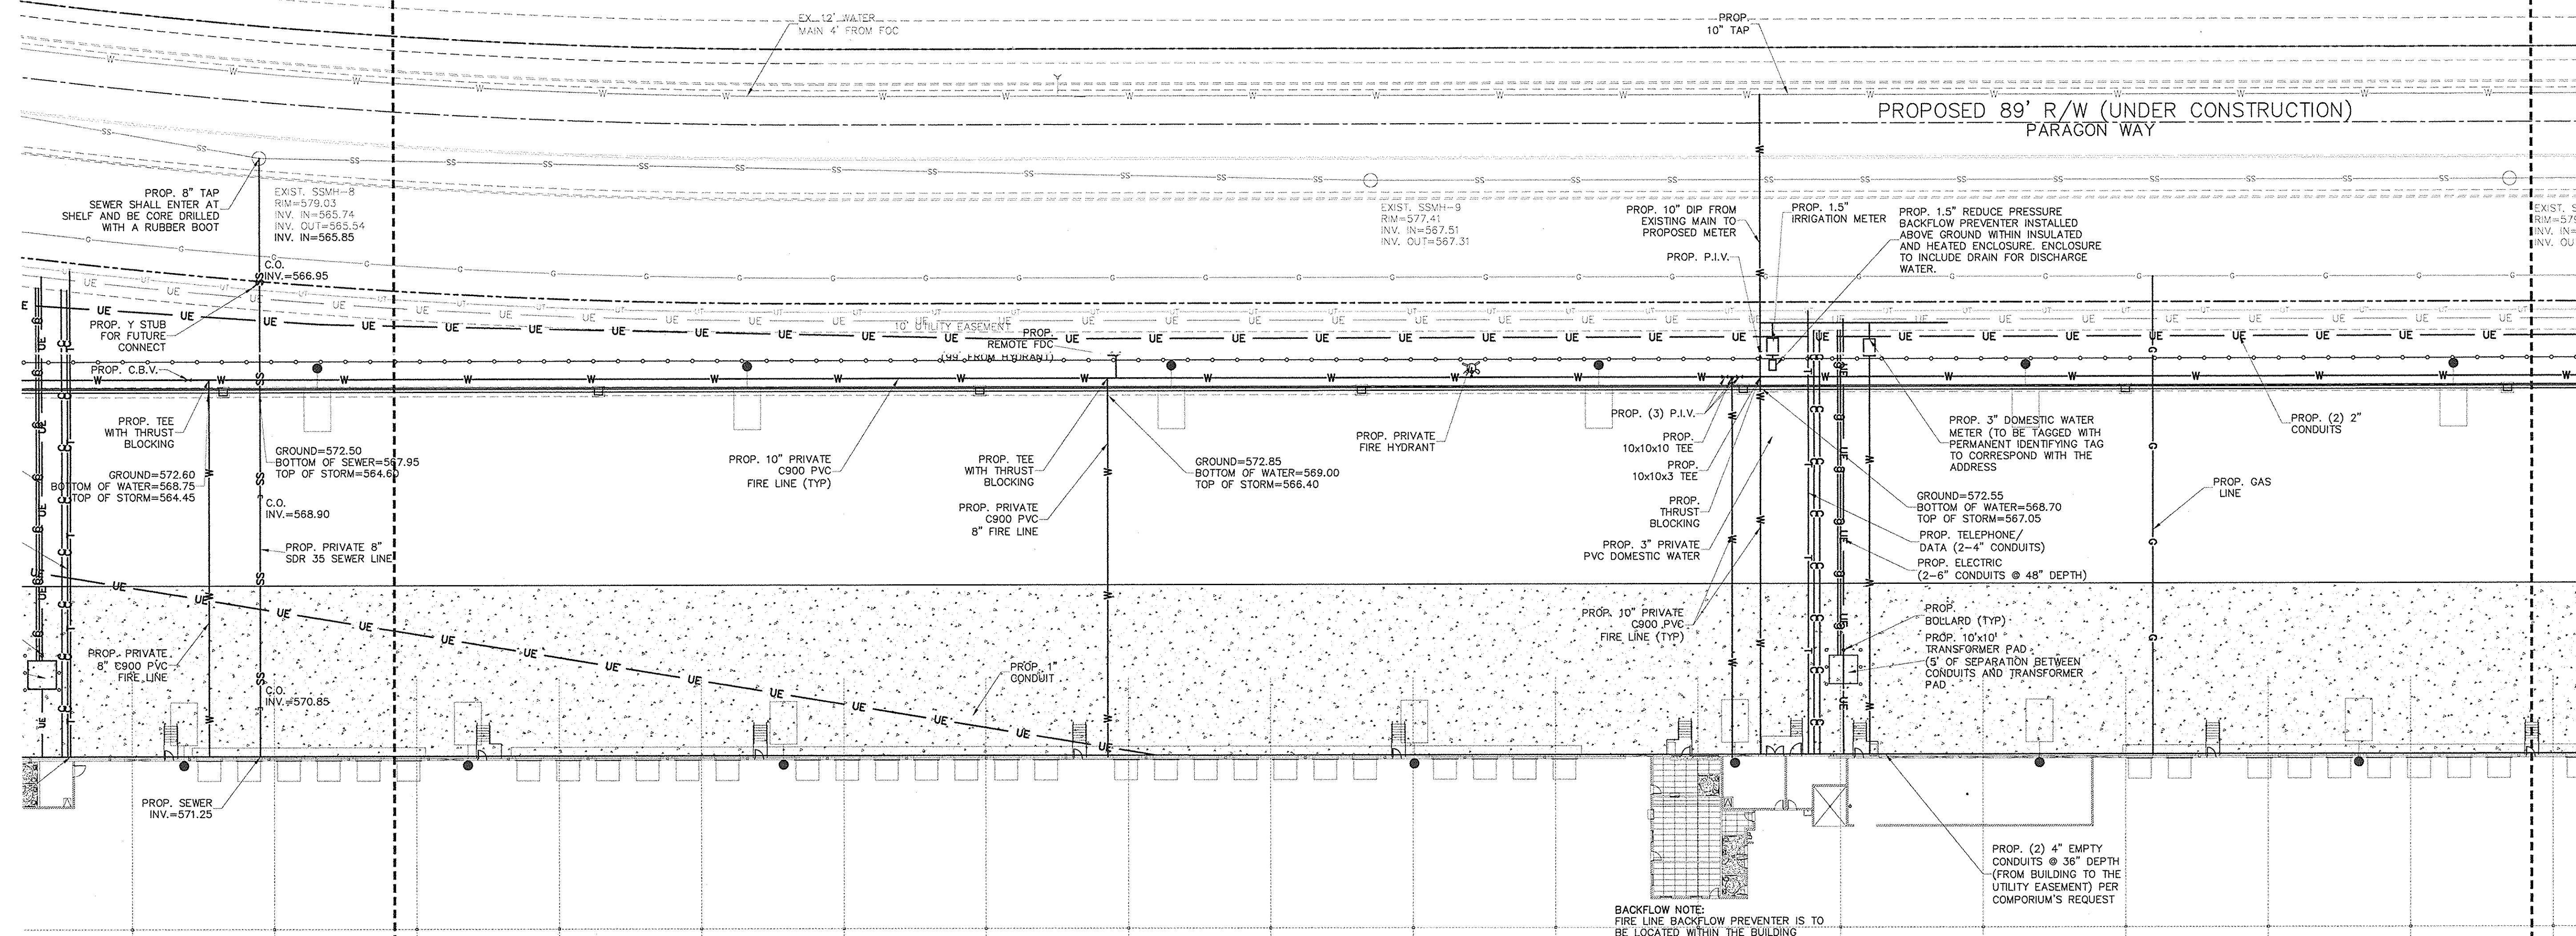 EX. 12" WATER
MAIN 4' FROM FOC
PROP.
10" TAP
PROPOSED 89' R/W (UNDER CONSTRUCTION)
PARAGON WAY
PROP. 8" TAP
SEWER SHALL ENTER AT
SHELF AND BE CORE DRILLED
WITH A RUBBER BOOT
EXIST. SSMH-8
RIM=579.03
INV. IN=565.74
INV. OUT=565.54
INV. IN=565.85
EXIST. SSMH-9
RIM=577.41
INV. IN=567.51
INV. OUT=567.31
PROP. 10" DIP FROM
EXISTING MAIN TO
PROPOSED METER
PROP. P.I.V.
PROP. 1.5"
IRRIGATION METER
PROP. 1.5" REDUCE PRESSURE
BACKFLOW PREVENTER INSTALLED
ABOVE GROUND WITHIN INSULATED
AND HEATED ENCLOSURE. ENCLOSURE
TO INCLUDE DRAIN FOR DISCHARGE
WATER.
C.O.
INV.=566.95
PROP. Y STUB
FOR FUTURE
CONNECT
10' UTILITY EASEMENT
PROP.
REMOTE FDC
(99' FROM HYDRANT)
PROP. C.B.V.
PROP. TEE
WITH THRUST
BLOCKING
GROUND=572.60
BOTTOM OF WATER=568.75
TOP OF STORM=564.45
GROUND=572.50
BOTTOM OF SEWER=567.95
TOP OF STORM=564.60
C.O.
INV.=568.90
PROP. PRIVATE 8"
SDR 35 SEWER LINE
PROP. 10" PRIVATE
C900 PVC
FIRE LINE (TYP)
PROP. TEE
WITH THRUST
BLOCKING
PROP. PRIVATE
C900 PVC
8" FIRE LINE
GROUND=572.85
BOTTOM OF WATER=569.00
TOP OF STORM=566.40
PROP. PRIVATE
FIRE HYDRANT
PROP. (3) P.I.V.
PROP.
10x10x10 TEE
PROP.
10x10x3 TEE
PROP.
THRUST
BLOCKING
PROP. 3" PRIVATE
PVC DOMESTIC WATER
PROP. 10" PRIVATE
C900 PVC
FIRE LINE (TYP)
PROP. 3" DOMESTIC WATER
METER (TO BE TAGGED WITH
PERMANENT IDENTIFYING TAG
TO CORRESPOND WITH THE
ADDRESS
GROUND=572.55
BOTTOM OF WATER=568.70
TOP OF STORM=567.05
PROP. TELEPHONE/
DATA (2-4" CONDUITS)
PROP. ELECTRIC
(2-6" CONDUITS @ 48" DEPTH)
PROP.
BOLLARD (TYP)
PROP. 10'x10'
TRANSFORMER PAD
(5' OF SEPARATION BETWEEN
CONDUITS AND TRANSFORMER
PAD
PROP. (2) 2"
CONDUITS
PROP. GAS
LINE
PROP. PRIVATE
8" C900 PVC
FIRE LINE
C.O.
INV.=570.85
PROP. 1"
CONDUIT
PROP. SEWER
INV.=571.25
PROP. (2) 4" EMPTY
CONDUITS @ 36" DEPTH
(FROM BUILDING TO THE
UTILITY EASEMENT) PER
COMPORIUM'S REQUEST
BACKFLOW NOTE:
FIRE LINE BACKFLOW PREVENTER IS TO
BE LOCATED WITHIN THE BUILDING